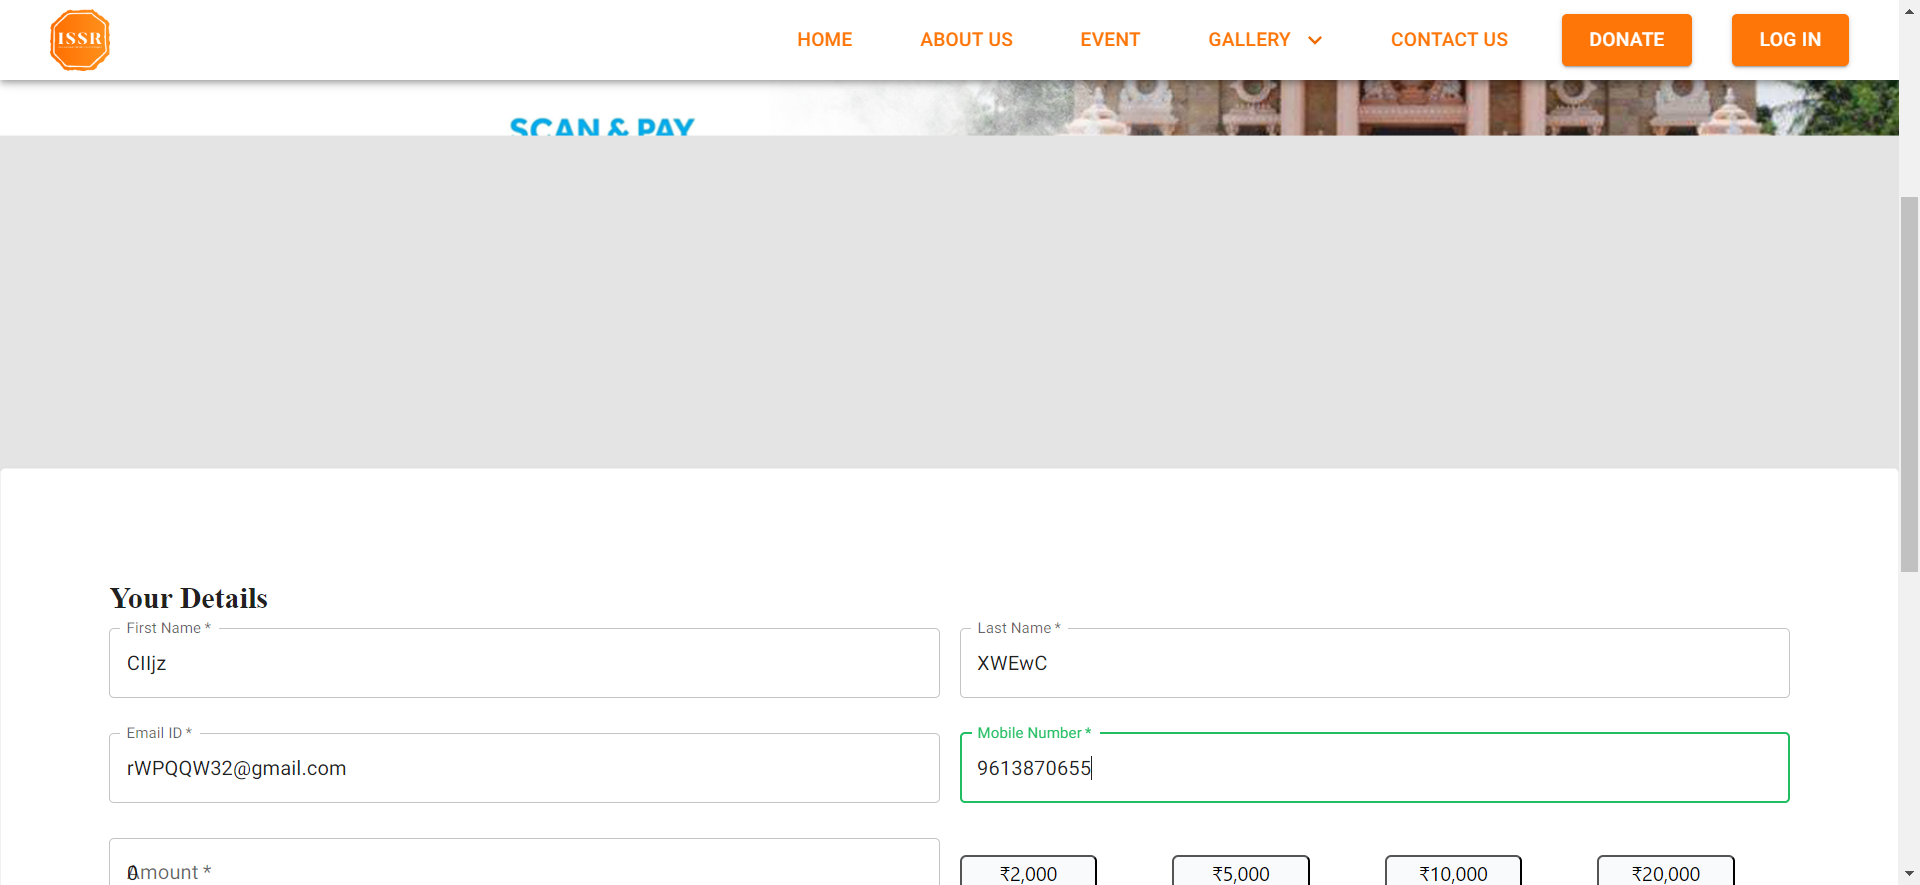 ISSR
HOME
ABOUT US
EVENT
GALLERY
CONTACT US
DONATE
LOG IN
SCAN & PAY
Your Details
First Name *
CIIjz
Last Name *
XWEwC
Email ID *
rWPQQW32@gmail.com
Mobile Number *
9613870655
Amount *
0
₹2,000
₹5,000
₹10,000
₹20,000